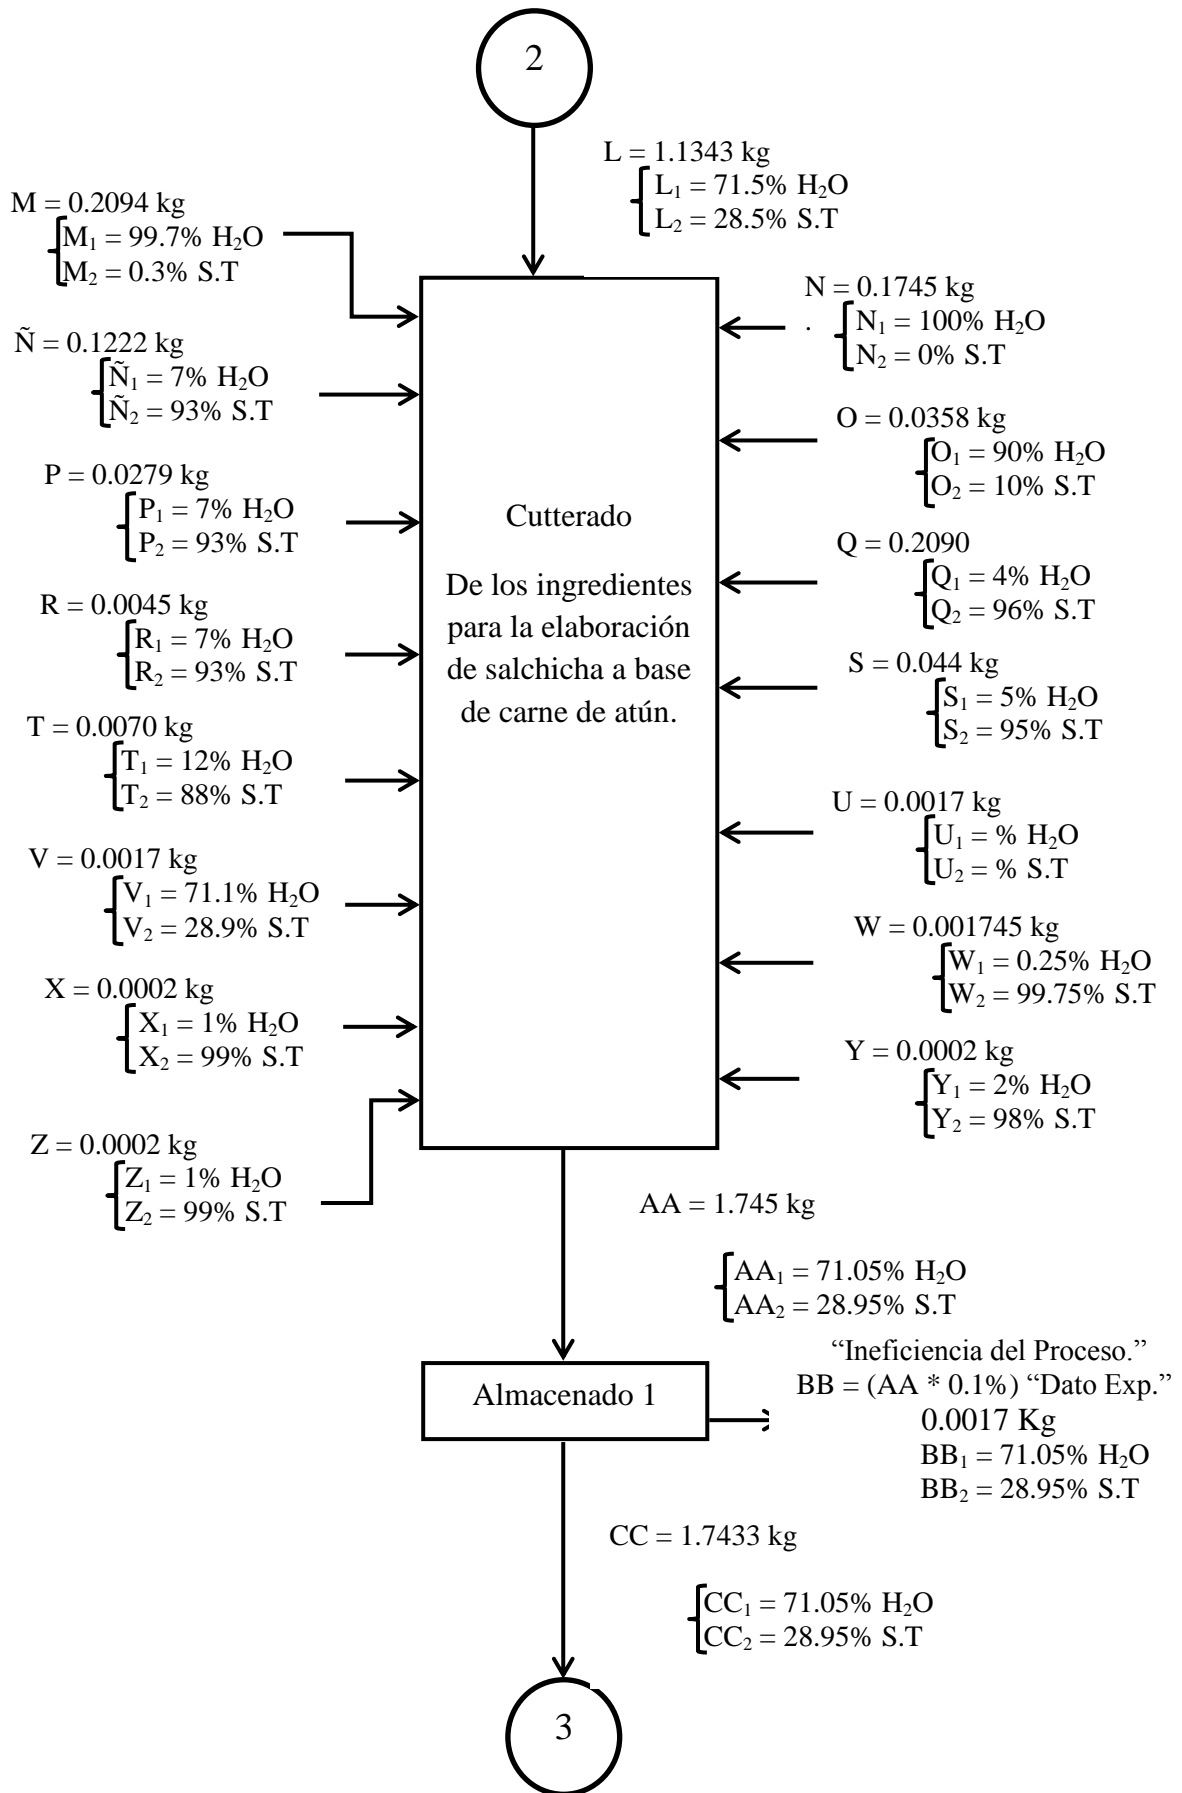 2
L = 1.1343 kg
L₁ = 71.5% H₂O
L₂ = 28.5% S.T
M = 0.2094 kg
M₁ = 99.7% H₂O
M₂ = 0.3% S.T
N = 0.1745 kg
. N₁ = 100% H₂O
N₂ = 0% S.T
Ñ = 0.1222 kg
Ñ₁ = 7% H₂O
Ñ₂ = 93% S.T
O = 0.0358 kg
O₁ = 90% H₂O
O₂ = 10% S.T
P = 0.0279 kg
P₁ = 7% H₂O
P₂ = 93% S.T
Q = 0.2090
Q₁ = 4% H₂O
Q₂ = 96% S.T
R = 0.0045 kg
R₁ = 7% H₂O
R₂ = 93% S.T
S = 0.044 kg
S₁ = 5% H₂O
S₂ = 95% S.T
T = 0.0070 kg
T₁ = 12% H₂O
T₂ = 88% S.T
U = 0.0017 kg
U₁ = % H₂O
U₂ = % S.T
V = 0.0017 kg
V₁ = 71.1% H₂O
V₂ = 28.9% S.T
W = 0.001745 kg
W₁ = 0.25% H₂O
W₂ = 99.75% S.T
X = 0.0002 kg
X₁ = 1% H₂O
X₂ = 99% S.T
Y = 0.0002 kg
Y₁ = 2% H₂O
Y₂ = 98% S.T
Z = 0.0002 kg
Z₁ = 1% H₂O
Z₂ = 99% S.T
Cutterado
De los ingredientes
para la elaboración
de salchicha a base
de carne de atún.
AA = 1.745 kg
AA₁ = 71.05% H₂O
AA₂ = 28.95% S.T
Almacenado 1
“Ineficiencia del Proceso.”
BB = (AA * 0.1%) “Dato Exp.”
0.0017 Kg
BB₁ = 71.05% H₂O
BB₂ = 28.95% S.T
CC = 1.7433 kg
CC₁ = 71.05% H₂O
CC₂ = 28.95% S.T
3